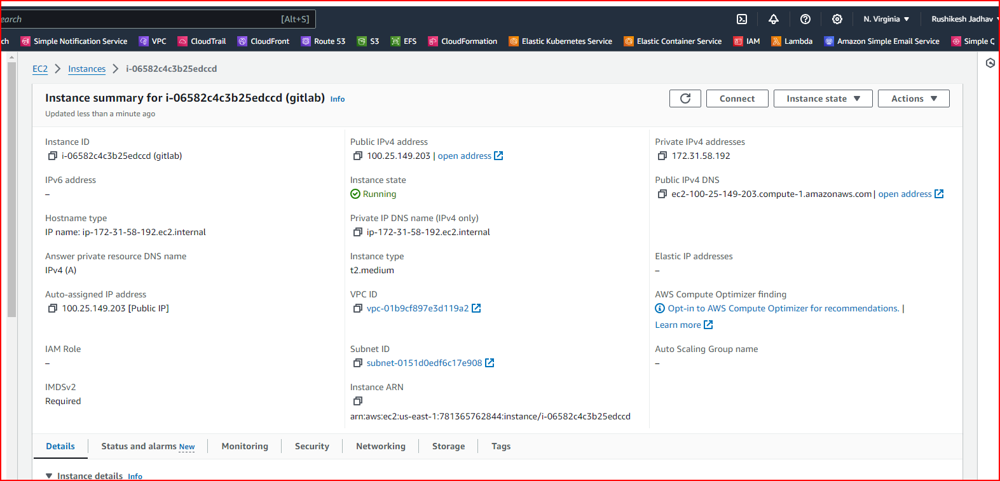 earch [Alt+S] N. Virginia Rushikesh Jadhav
ch Simple Notification Service VPC CloudTrail CloudFront Route 53 S3 EFS CloudFormation Elastic Kubernetes Service Elastic Container Service IAM Lambda Amazon Simple Email Service Simple Q
EC2 Instances i-06582c4c3b25edccd
Instance summary for i-06582c4c3b25edccd (gitlab) Info
Connect Instance state Actions
Updated less than a minute ago
Instance ID Public IPv4 address Private IPv4 addresses
i-06582c4c3b25edccd (gitlab) 100.25.149.203 | open address 172.31.58.192
IPv6 address Instance state Public IPv4 DNS
– Running ec2-100-25-149-203.compute-1.amazonaws.com | open address
Hostname type Private IP DNS name (IPv4 only)
IP name: ip-172-31-58-192.ec2.internal ip-172-31-58-192.ec2.internal
Answer private resource DNS name Instance type Elastic IP addresses
IPv4 (A) t2.medium –
Auto-assigned IP address VPC ID AWS Compute Optimizer finding
100.25.149.203 [Public IP] vpc-01b9cf897e3d119a2 Opt-in to AWS Compute Optimizer for recommendations. |
Learn more
IAM Role Subnet ID Auto Scaling Group name
– subnet-0151d0edf6c17e908 –
IMDSv2 Instance ARN
Required
arn:aws:ec2:us-east-1:781365762844:instance/i-06582c4c3b25edccd
Details Status and alarms New Monitoring Security Networking Storage Tags
Instance details Info